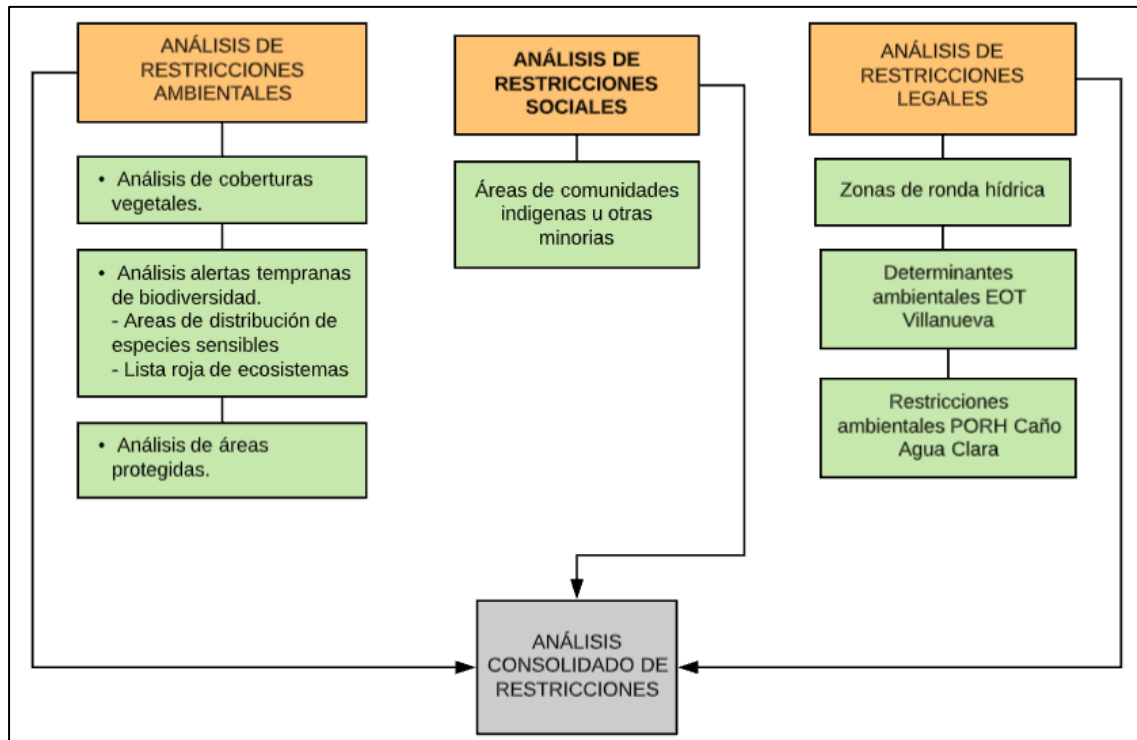 ANÁLISIS DE
RESTRICCIONES
AMBIENTALES
• Análisis de coberturas
vegetales.
• Análisis alertas tempranas
de biodiversidad.
- Areas de distribución de
especies sensibles
- Lista roja de ecosistemas
• Análisis de áreas
protegidas.
ANÁLISIS DE
RESTRICCIONES
SOCIALES
Áreas de comunidades
indigenas u otras
minorias
ANÁLISIS DE
RESTRICCIONES
LEGALES
Zonas de ronda hídrica
Determinantes
ambientales EOT
Villanueva
Restricciones
ambientales PORH Caño
Agua Clara
ANÁLISIS
CONSOLIDADO DE
RESTRICCIONES